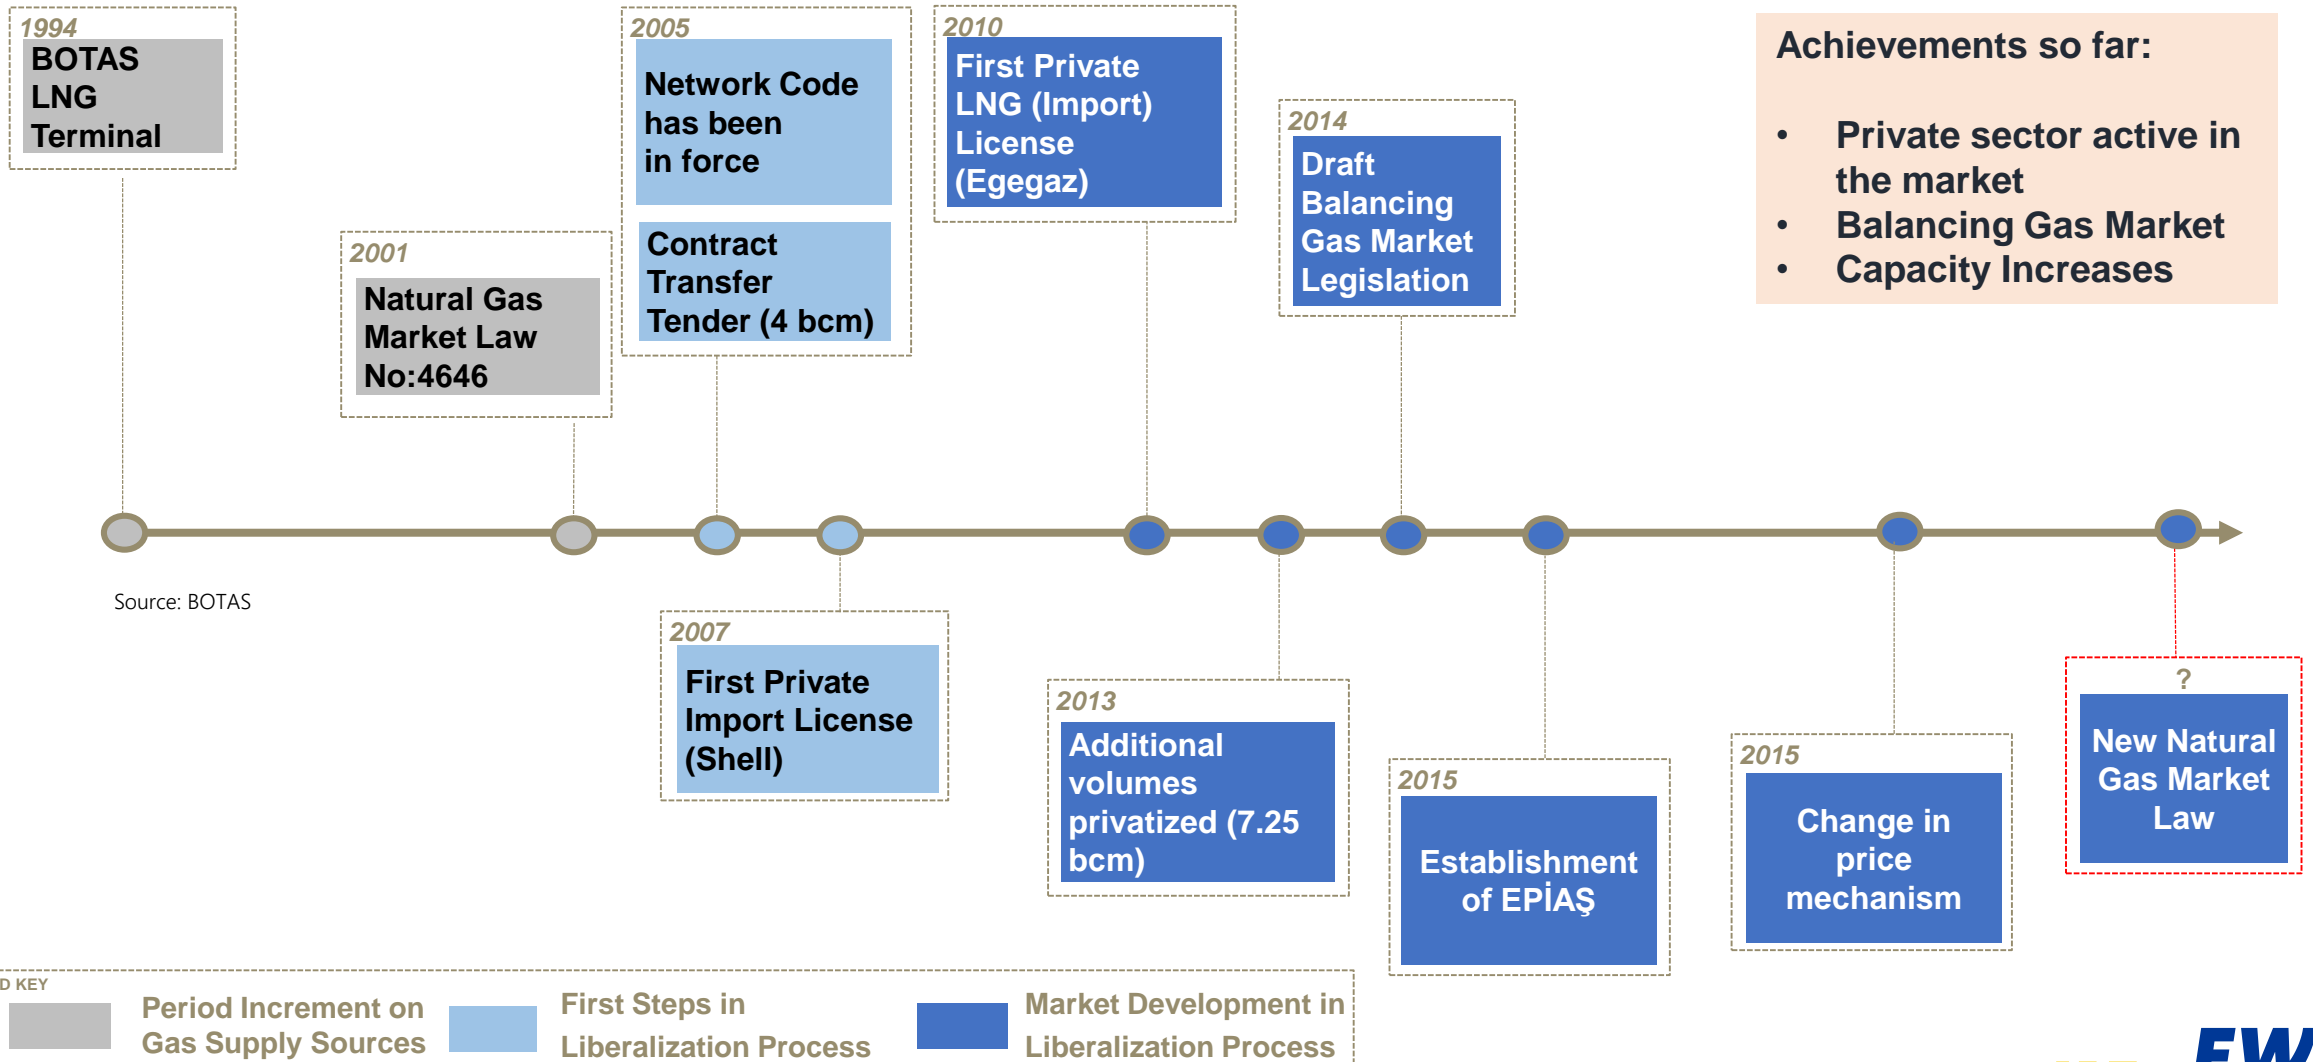 1994
BOTAS
LNG
Terminal
2001
Natural Gas
Market Law
No:4646
2005
Network Code
has been
in force
Contract
Transfer
Tender (4 bcm)
2010
First Private
LNG (Import)
License
(Egegaz)
2014
Draft
Balancing
Gas Market
Legislation
Achievements so far:
• Private sector active in
the market
• Balancing Gas Market
• Capacity Increases
Source: BOTAS
2007
First Private
Import License
(Shell)
2013
Additional
volumes
privatized (7.25
bcm)
2015
Establishment
of EPİAŞ
2015
Change in
price
mechanism
?
New Natural
Gas Market
Law
D KEY
Period Increment on
Gas Supply Sources
First Steps in
Liberalization Process
Market Development in
Liberalization Process